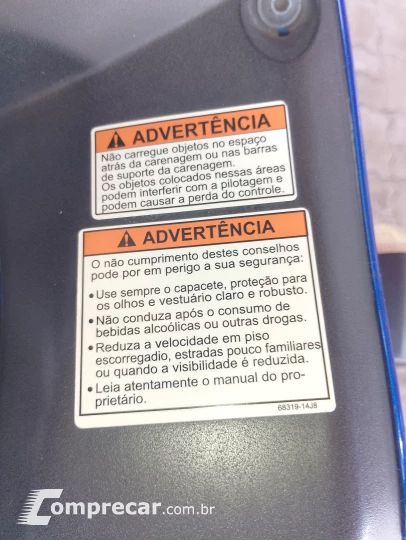 ADVERTÊNCIA
Não carregue objetos no espaço
atrás da carenagem ou nas barras
de suporte da carenagem.
Os objetos colocados nessas áreas
podem interferir com a pilotagem e
podem causar a perda do controle.
ADVERTÊNCIA
O não cumprimento destes conselhos
pode por em perigo a sua segurança:
• Use sempre o capacete, proteção para
os olhos e vestuário claro e robusto.
• Não conduza após o consumo de
bebidas alcoólicas ou outras drogas.
• Reduza a velocidade em piso
escorregadio, estradas pouco familiares
ou quando a visibilidade é reduzida.
• Leia atentamente o manual do pro-
prietário.
68319-14J8
Comprecar.com.br